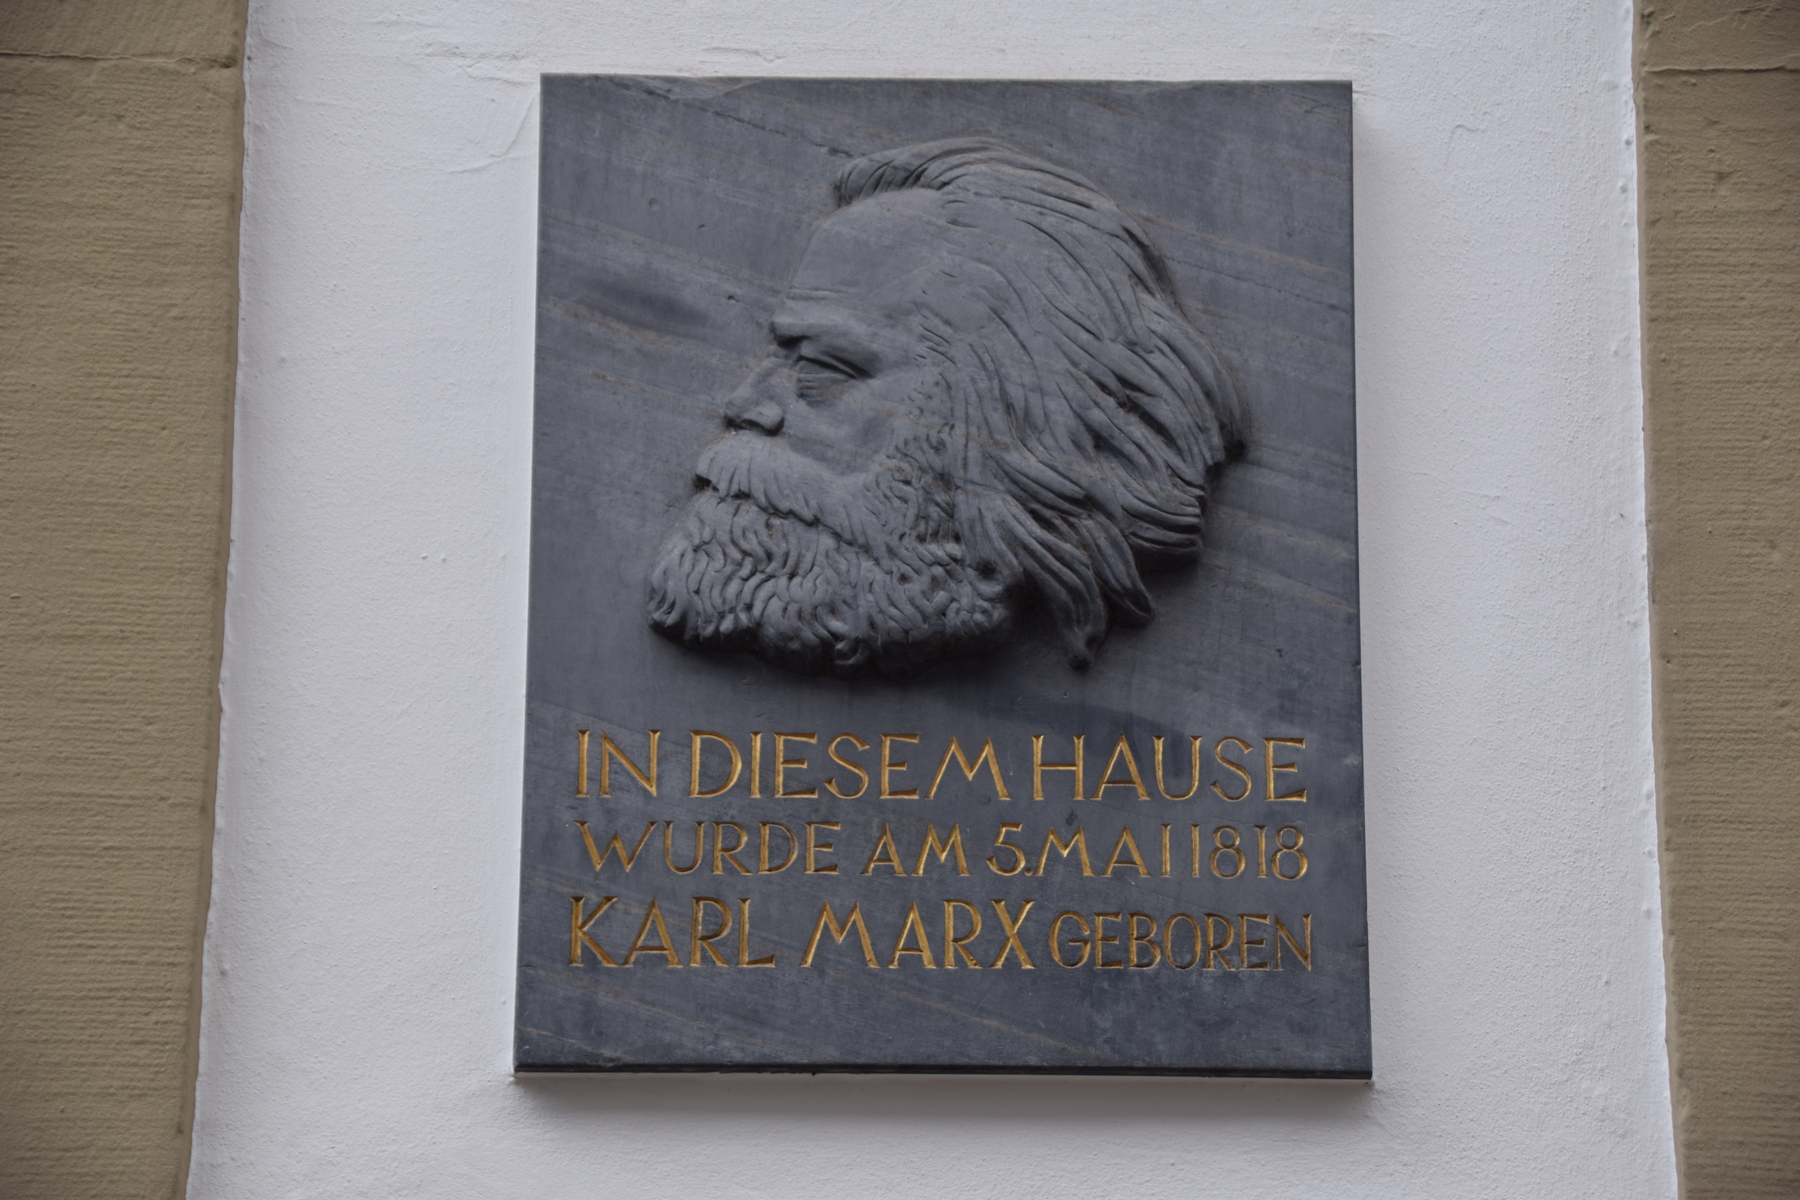 IN DIESEM HAUSE
WURDE AM 5. MAI 1818
KARL MARX GEBOREN